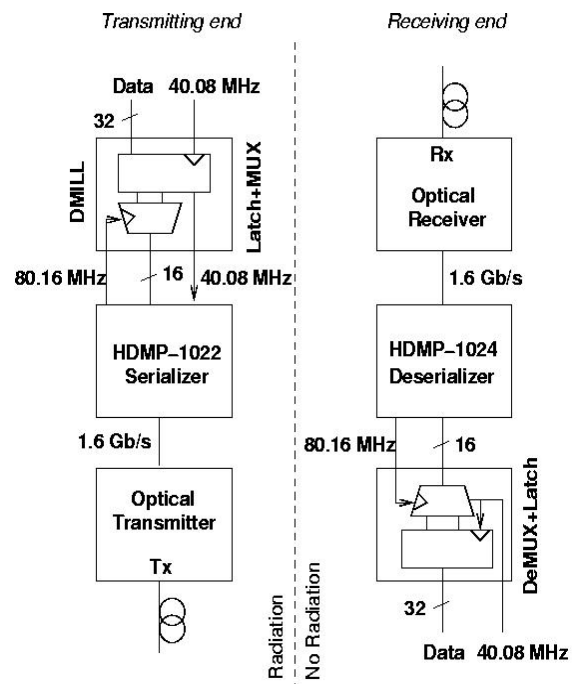 Transmitting end
Data 40.08 MHz
32
DMILL
Latch+MUX
80.16 MHz
16
40.08 MHz
HDMP–1022
Serializer
1.6 Gb/s
Optical
Transmitter
Tx
Radiation
No Radiation
Receiving end
Rx
Optical
Receiver
1.6 Gb/s
HDMP–1024
Deserializer
80.16 MHz
16
DeMUX+Latch
32
Data 40.08 MHz